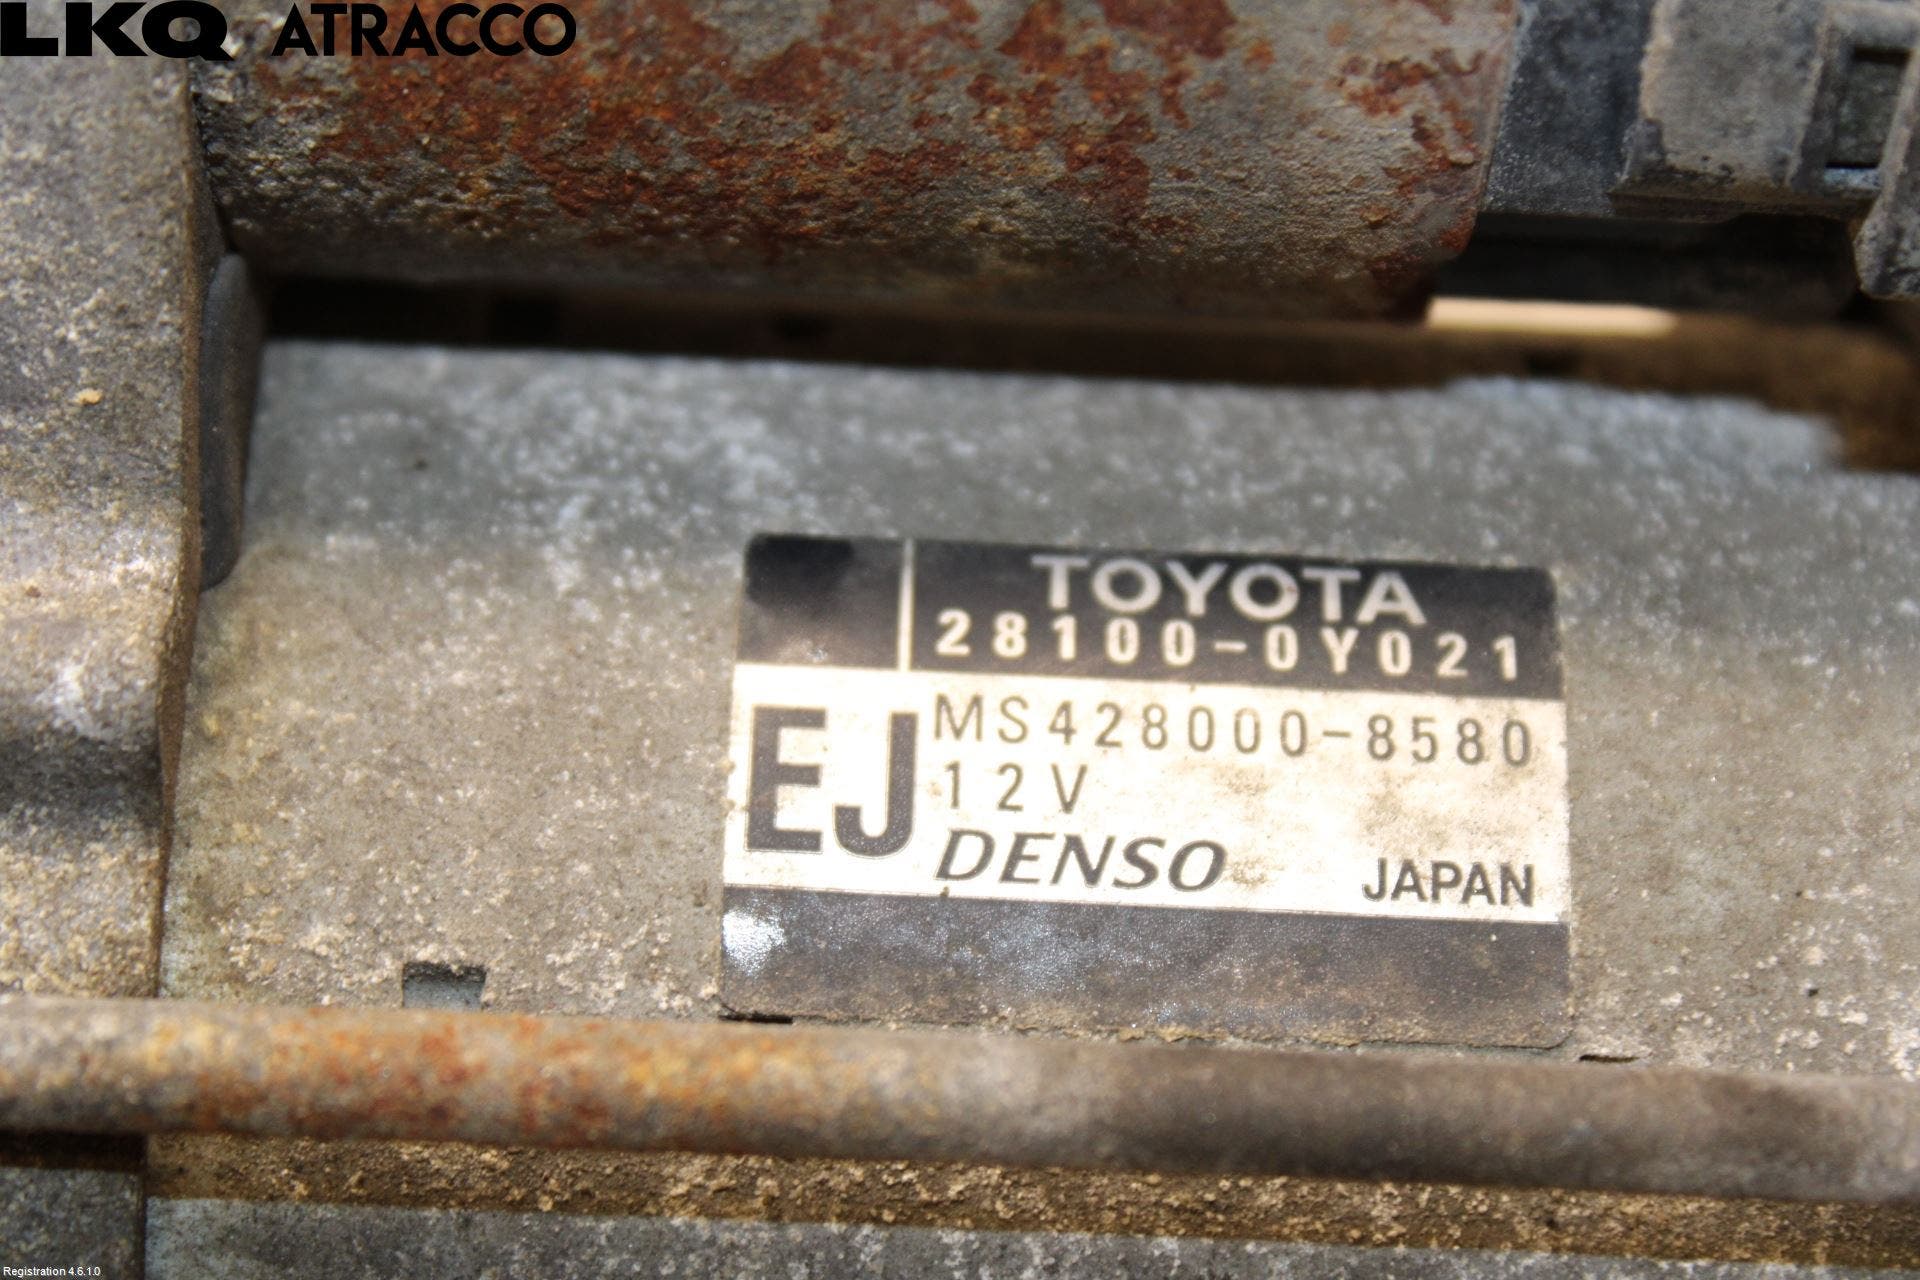 LKQ ATRACCO
TOYOTA
28100-0Y021
EJ
MS428000-8580
12V
DENSO JAPAN
Registration 4.6.1.0